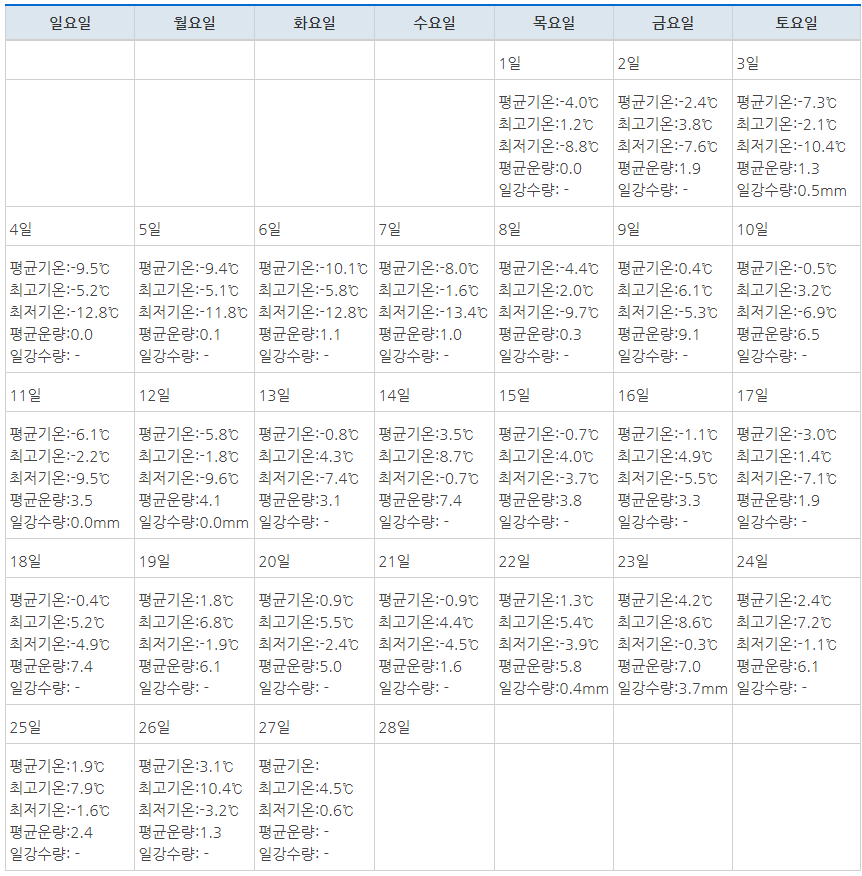 일요일 월요일 화요일 수요일 목요일 금요일 토요일
1일 2일 3일
평균기온:-4.0℃ 평균기온:-2.4℃ 평균기온:-7.3℃
최고기온:1.2℃ 최고기온:3.8℃ 최고기온:-2.1℃
최저기온:-8.8℃ 최저기온:-7.6℃ 최저기온:-10.4℃
평균운량:0.0 평균운량:1.9 평균운량:1.3
일강수량: - 일강수량: - 일강수량:0.5mm
4일 5일 6일 7일 8일 9일 10일
평균기온:-9.5℃ 평균기온:-9.4℃ 평균기온:-10.1℃ 평균기온:-8.0℃ 평균기온:-4.4℃ 평균기온:0.4℃ 평균기온:-0.5℃
최고기온:-5.2℃ 최고기온:-5.1℃ 최고기온:-5.8℃ 최고기온:-1.6℃ 최고기온:2.0℃ 최고기온:6.1℃ 최고기온:3.2℃
최저기온:-12.8℃ 최저기온:-11.8℃ 최저기온:-12.8℃ 최저기온:-13.4℃ 최저기온:-9.7℃ 최저기온:-5.3℃ 최저기온:-6.9℃
평균운량:0.0 평균운량:0.1 평균운량:1.1 평균운량:1.0 평균운량:0.3 평균운량:9.1 평균운량:6.5
일강수량: - 일강수량: - 일강수량: - 일강수량: - 일강수량: - 일강수량: - 일강수량: -
11일 12일 13일 14일 15일 16일 17일
평균기온:-6.1℃ 평균기온:-5.8℃ 평균기온:-0.8℃ 평균기온:3.5℃ 평균기온:-0.7℃ 평균기온:-1.1℃ 평균기온:-3.0℃
최고기온:-2.2℃ 최고기온:-1.8℃ 최고기온:4.3℃ 최고기온:8.7℃ 최고기온:4.0℃ 최고기온:4.9℃ 최고기온:1.4℃
최저기온:-9.5℃ 최저기온:-9.6℃ 최저기온:-7.4℃ 최저기온:-0.7℃ 최저기온:-3.7℃ 최저기온:-5.5℃ 최저기온:-7.1℃
평균운량:3.5 평균운량:4.1 평균운량:3.1 평균운량:7.4 평균운량:3.8 평균운량:3.3 평균운량:1.9
일강수량:0.0mm 일강수량:0.0mm 일강수량: - 일강수량: - 일강수량: - 일강수량: - 일강수량: -
18일 19일 20일 21일 22일 23일 24일
평균기온:-0.4℃ 평균기온:1.8℃ 평균기온:0.9℃ 평균기온:-0.9℃ 평균기온:1.3℃ 평균기온:4.2℃ 평균기온:2.4℃
최고기온:5.2℃ 최고기온:6.8℃ 최고기온:5.5℃ 최고기온:4.4℃ 최고기온:5.4℃ 최고기온:8.6℃ 최고기온:7.2℃
최저기온:-4.9℃ 최저기온:-1.9℃ 최저기온:-2.4℃ 최저기온:-4.5℃ 최저기온:-3.9℃ 최저기온:-0.3℃ 최저기온:-1.1℃
평균운량:7.4 평균운량:6.1 평균운량:5.0 평균운량:1.6 평균운량:5.8 평균운량:7.0 평균운량:6.1
일강수량: - 일강수량: - 일강수량: - 일강수량: - 일강수량:0.4mm 일강수량:3.7mm 일강수량: -
25일 26일 27일 28일
평균기온:1.9℃ 평균기온:3.1℃ 평균기온:
최고기온:7.9℃ 최고기온:10.4℃ 최고기온:4.5℃
최저기온:-1.6℃ 최저기온:-3.2℃ 최저기온:0.6℃
평균운량:2.4 평균운량:1.3 평균운량: -
일강수량: - 일강수량: - 일강수량: -